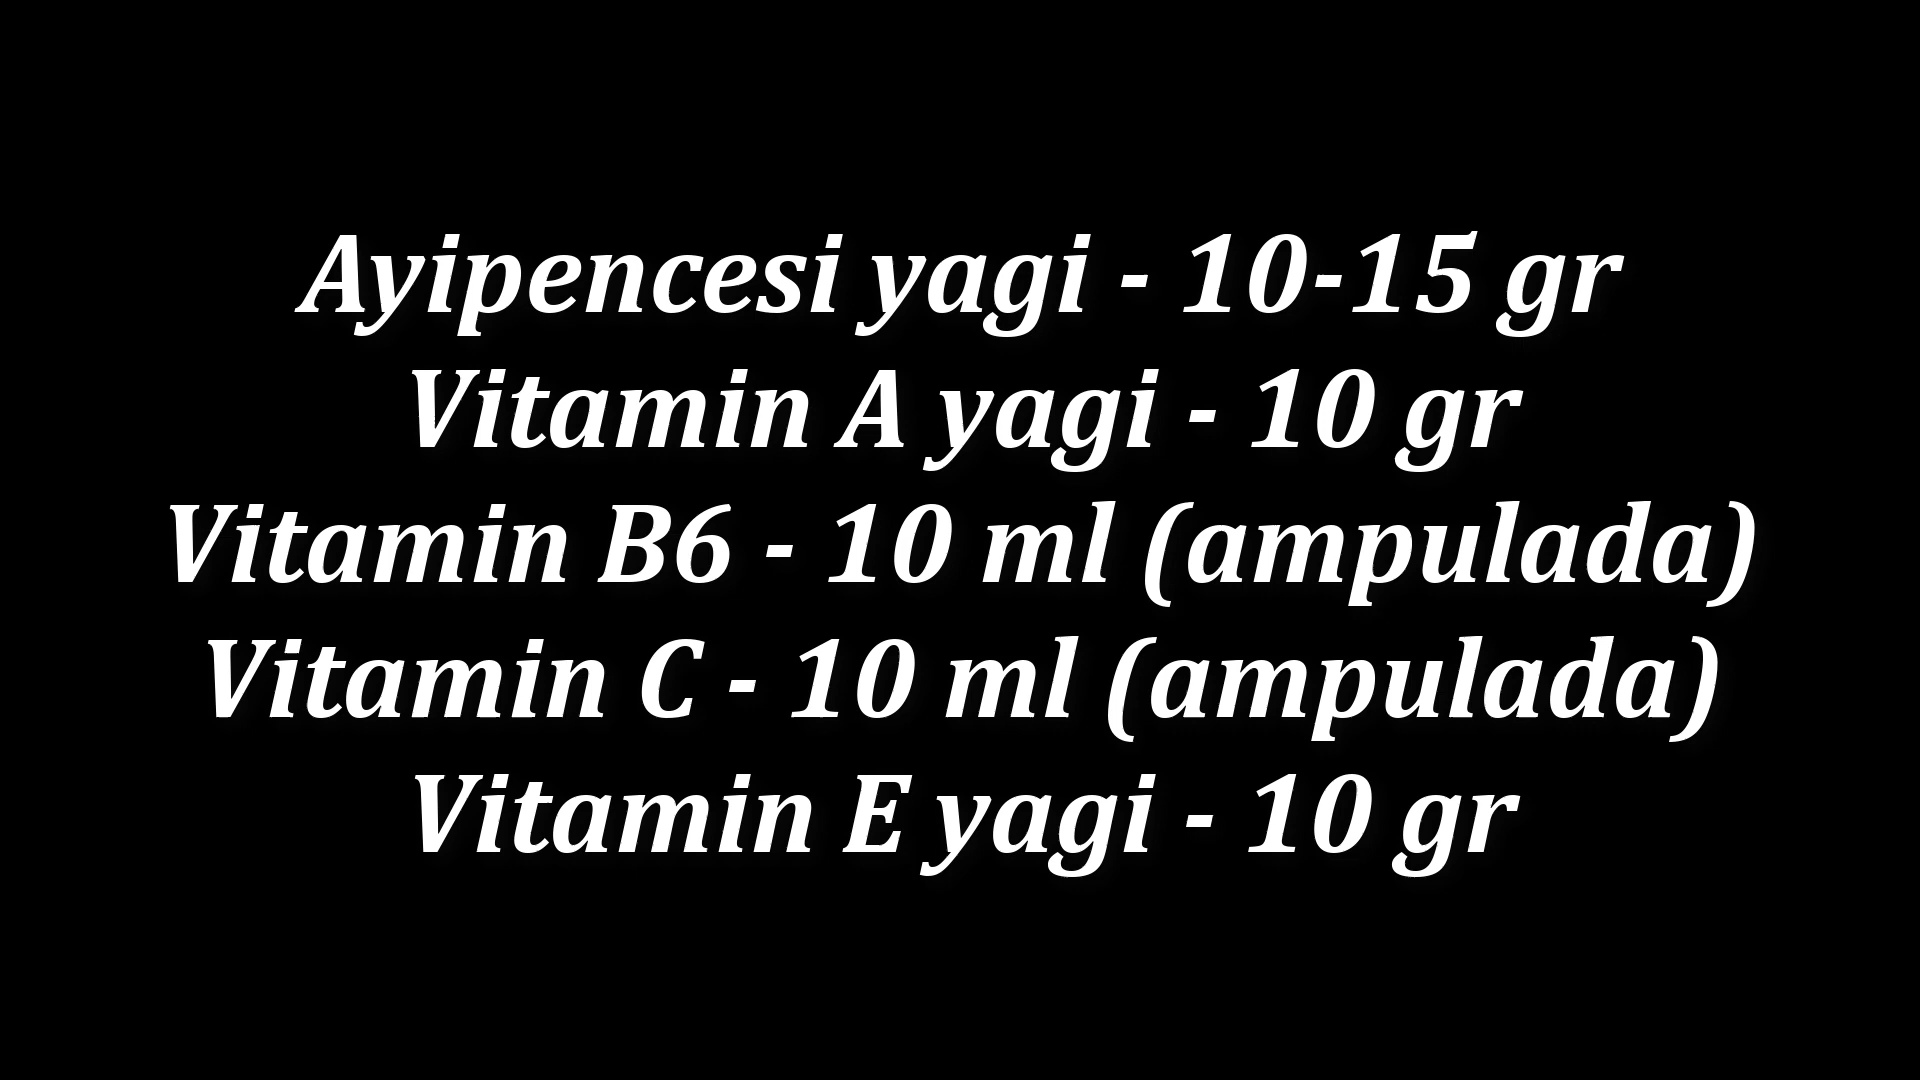 Ayipencesi yagi - 10-15 gr
Vitamin A yagi - 10 gr
Vitamin B6 - 10 ml (ampulada)
Vitamin C - 10 ml (ampulada)
Vitamin E yagi - 10 gr